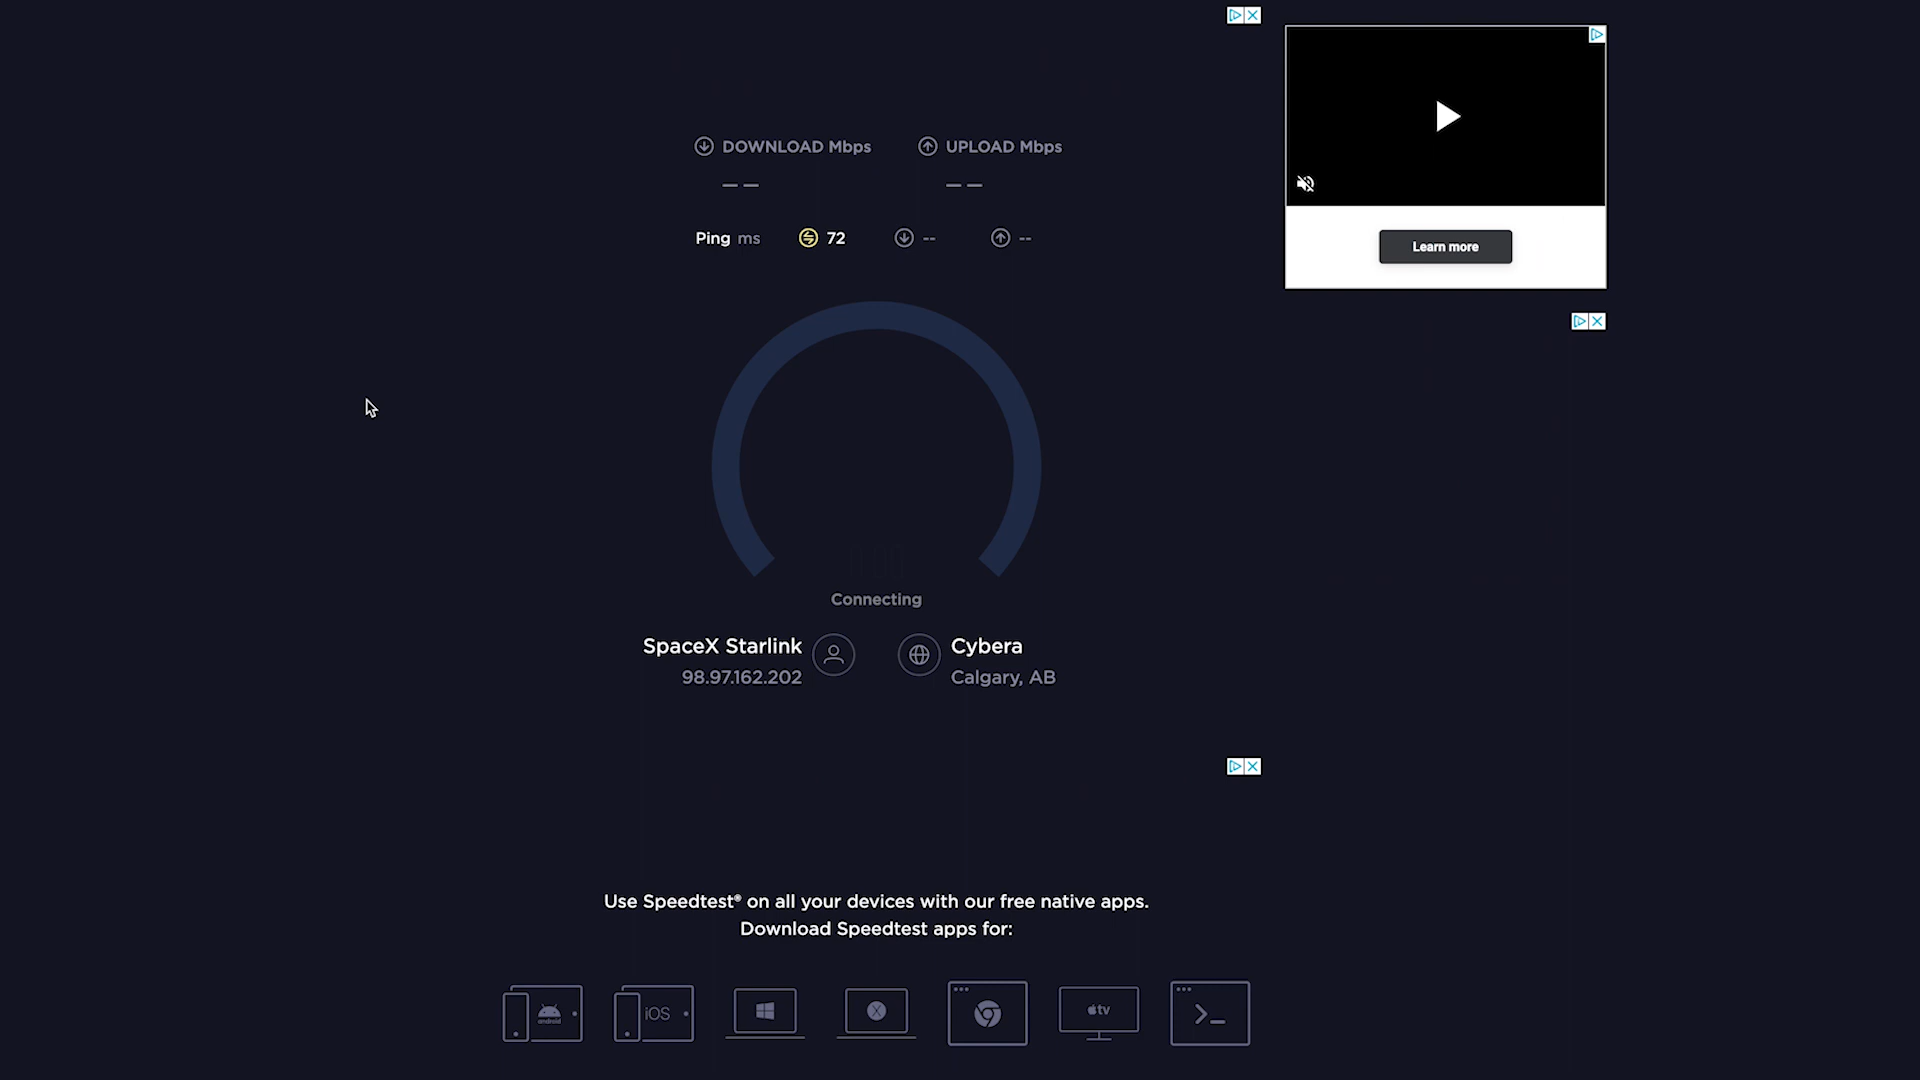 DOWNLOAD Mbps
UPLOAD Mbps
— —
— —
Ping ms 72 -- --
Learn more
Connecting
SpaceX Starlink
98.97.162.202
Cybera
Calgary, AB
Use Speedtest® on all your devices with our free native apps.
Download Speedtest apps for:
android
iOS
tv